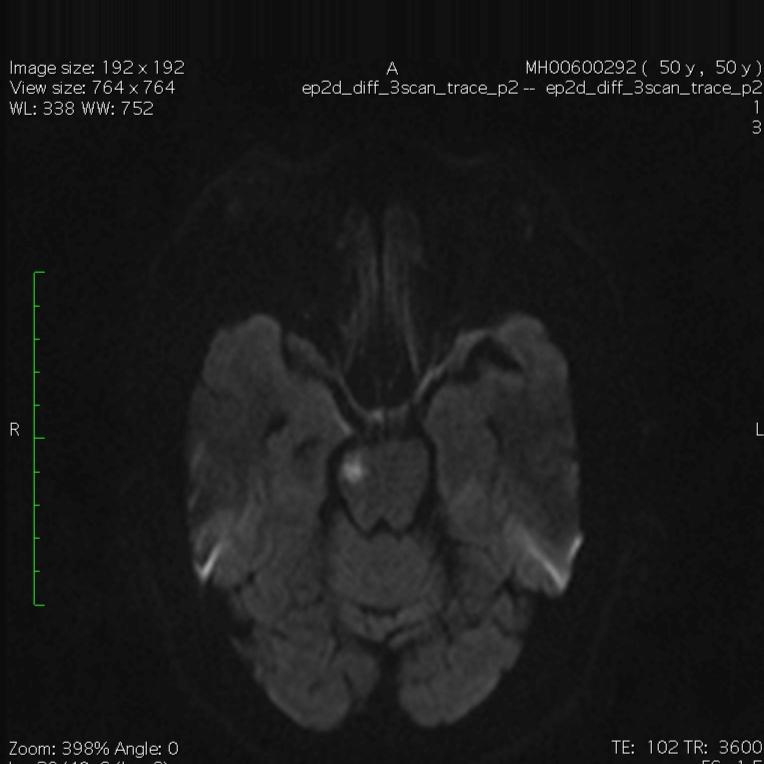 Image size: 192 x 192
View size: 764 x 764
WL: 338 WW: 752
A
MH00600292 ( 50 y , 50 y )
ep2d_diff_3scan_trace_p2 -- ep2d_diff_3scan_trace_p2
1
3
R
L
Zoom: 398% Angle: 0
TE: 102 TR: 3600